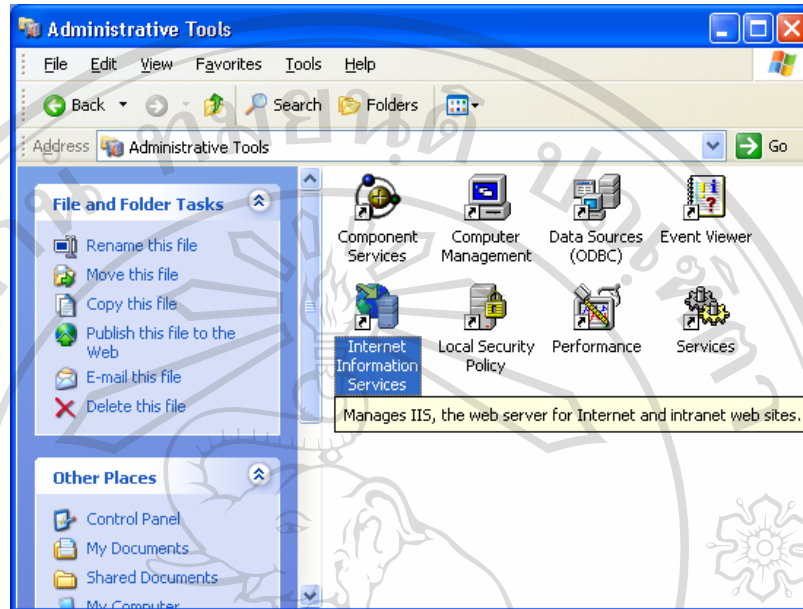 Administrative Tools
File Edit View Favorites Tools Help
Back Search Folders
Address Administrative Tools Go
File and Folder Tasks
Rename this file
Move this file
Copy this file
Publish this file to the
Web
E-mail this file
Delete this file
Other Places
Control Panel
My Documents
Shared Documents
My Computer
Component
Services
Computer
Management
Data Sources
(ODBC)
Event Viewer
Internet
Information
Services
Local Security
Policy
Performance
Services
Manages IIS, the web server for Internet and intranet web sites.